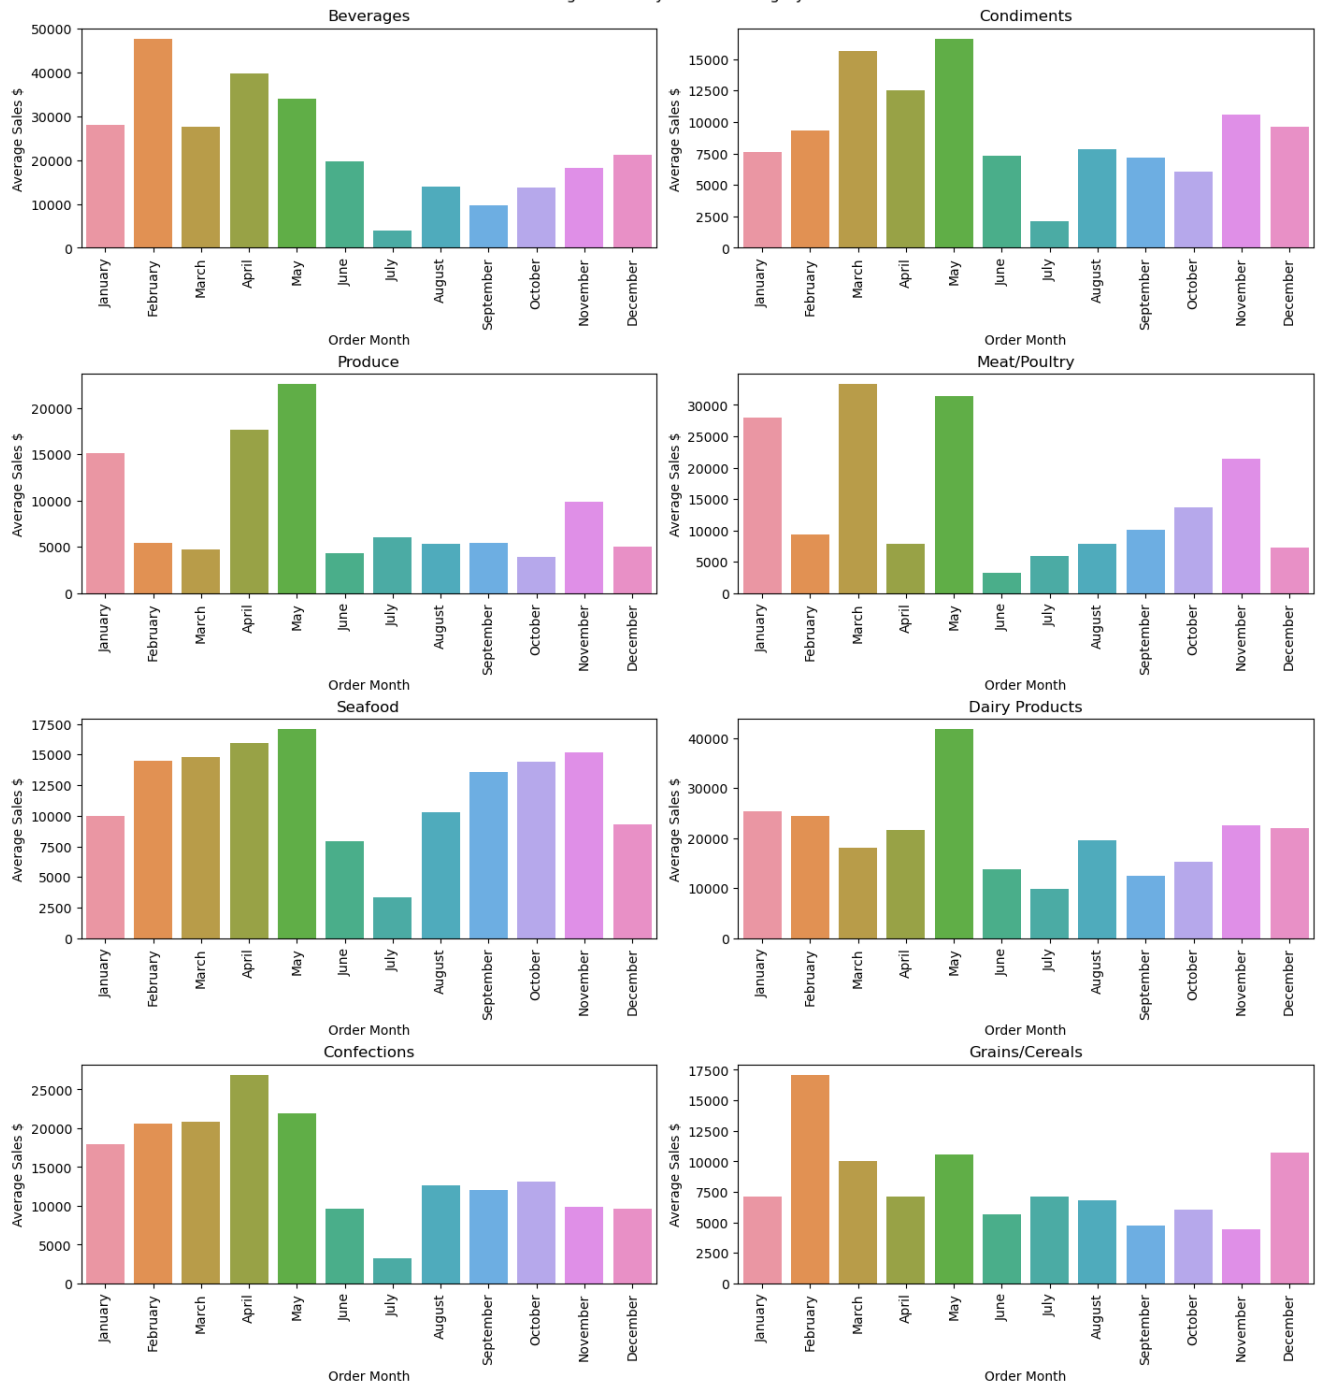 Beverages
50000
40000
30000
20000
10000
0
Average Sales $
January
February
March
April
May
June
July
August
September
October
November
December
Order Month
Condiments
15000
12500
10000
7500
5000
2500
0
Average Sales $
January
February
March
April
May
June
July
August
September
October
November
December
Order Month
Produce
20000
15000
10000
5000
0
Average Sales $
January
February
March
April
May
June
July
August
September
October
November
December
Order Month
Meat/Poultry
30000
25000
20000
15000
10000
5000
0
Average Sales $
January
February
March
April
May
June
July
August
September
October
November
December
Order Month
Seafood
17500
15000
12500
10000
7500
5000
2500
0
Average Sales $
January
February
March
April
May
June
July
August
September
October
November
December
Order Month
Dairy Products
40000
30000
20000
10000
0
Average Sales $
January
February
March
April
May
June
July
August
September
October
November
December
Order Month
Confections
25000
20000
15000
10000
5000
0
Average Sales $
January
February
March
April
May
June
July
August
September
October
November
December
Order Month
Grains/Cereals
17500
15000
12500
10000
7500
5000
2500
0
Average Sales $
January
February
March
April
May
June
July
August
September
October
November
December
Order Month